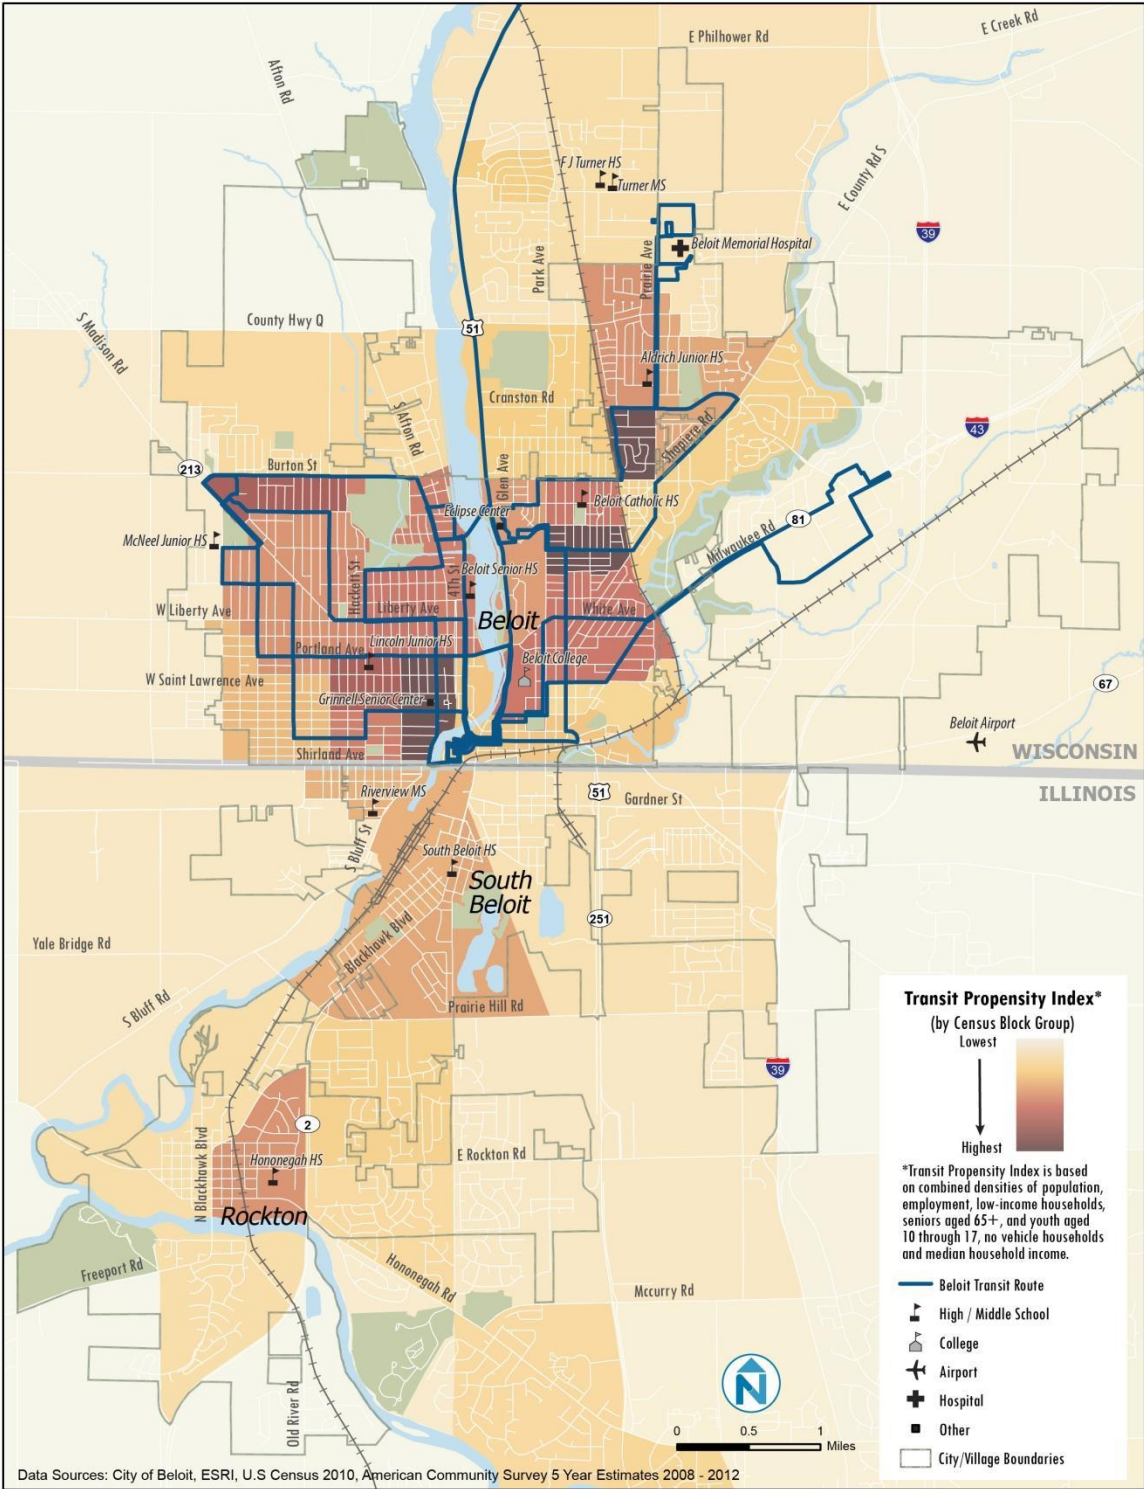 E Philhower Rd
E Creek Rd
Afton Rd
F J Turner HS
Turner MS
E County Rd S
39
Beloit Memorial Hospital
Park Ave
Prairie Ave
S Madison Rd
County Hwy Q
51
Aldrich Junior HS
Cranston Rd
S Afton Rd
Shopiere Rd
43
213
Burton St
Glen Ave
Beloit Catholic HS
Eclipse Center
McNeel Junior HS
81
Milwaukee Rd
Hackett St
4Th St
Beloit Senior HS
W Liberty Ave
Liberty Ave
White Ave
Beloit
Portland Ave
Lincoln Junior HS
Beloit College
W Saint Lawrence Ave
67
Grinnell Senior Center
Beloit Airport
Shirland Ave
WISCONSIN
ILLINOIS
Riverview MS
51
Gardner St
S Bluff St
South Beloit HS
South
Beloit
251
Yale Bridge Rd
Blackhawk Blvd
S Bluff Rd
Prairie Hill Rd
39
2
N Blackhawk Blvd
Hononegah HS
E Rockton Rd
Rockton
Freeport Rd
Hononegah Rd
Mccurry Rd
Old River Rd
Transit Propensity Index*
(by Census Block Group)
Lowest
Highest
*Transit Propensity Index is based
on combined densities of population,
employment, low-income households,
seniors aged 65+, and youth aged
10 through 17, no vehicle households
and median household income.
Beloit Transit Route
High / Middle School
College
Airport
Hospital
Other
City/Village Boundaries
N
0 0.5 1
Miles
Data Sources: City of Beloit, ESRI, U.S Census 2010, American Community Survey 5 Year Estimates 2008 - 2012